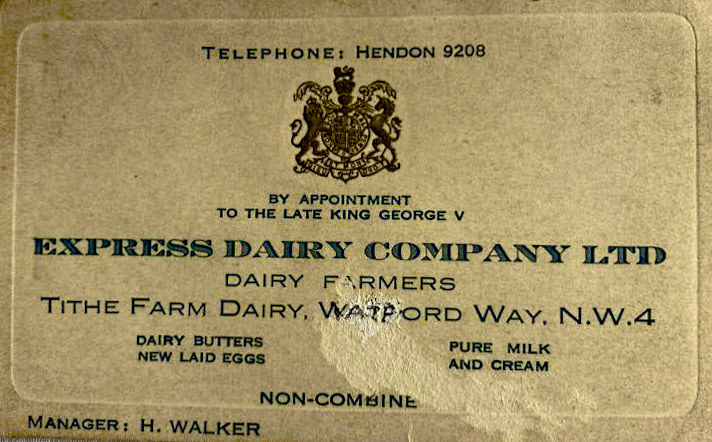 TELEPHONE: HENDON 9208
BY APPOINTMENT
TO THE LATE KING GEORGE V
EXPRESS DAIRY COMPANY LTD
DAIRY FARMERS
TITHE FARM DAIRY, WATFORD WAY, N.W.4
DAIRY BUTTERS
NEW LAID EGGS
PURE MILK
AND CREAM
NON-COMBINE
MANAGER: H. WALKER